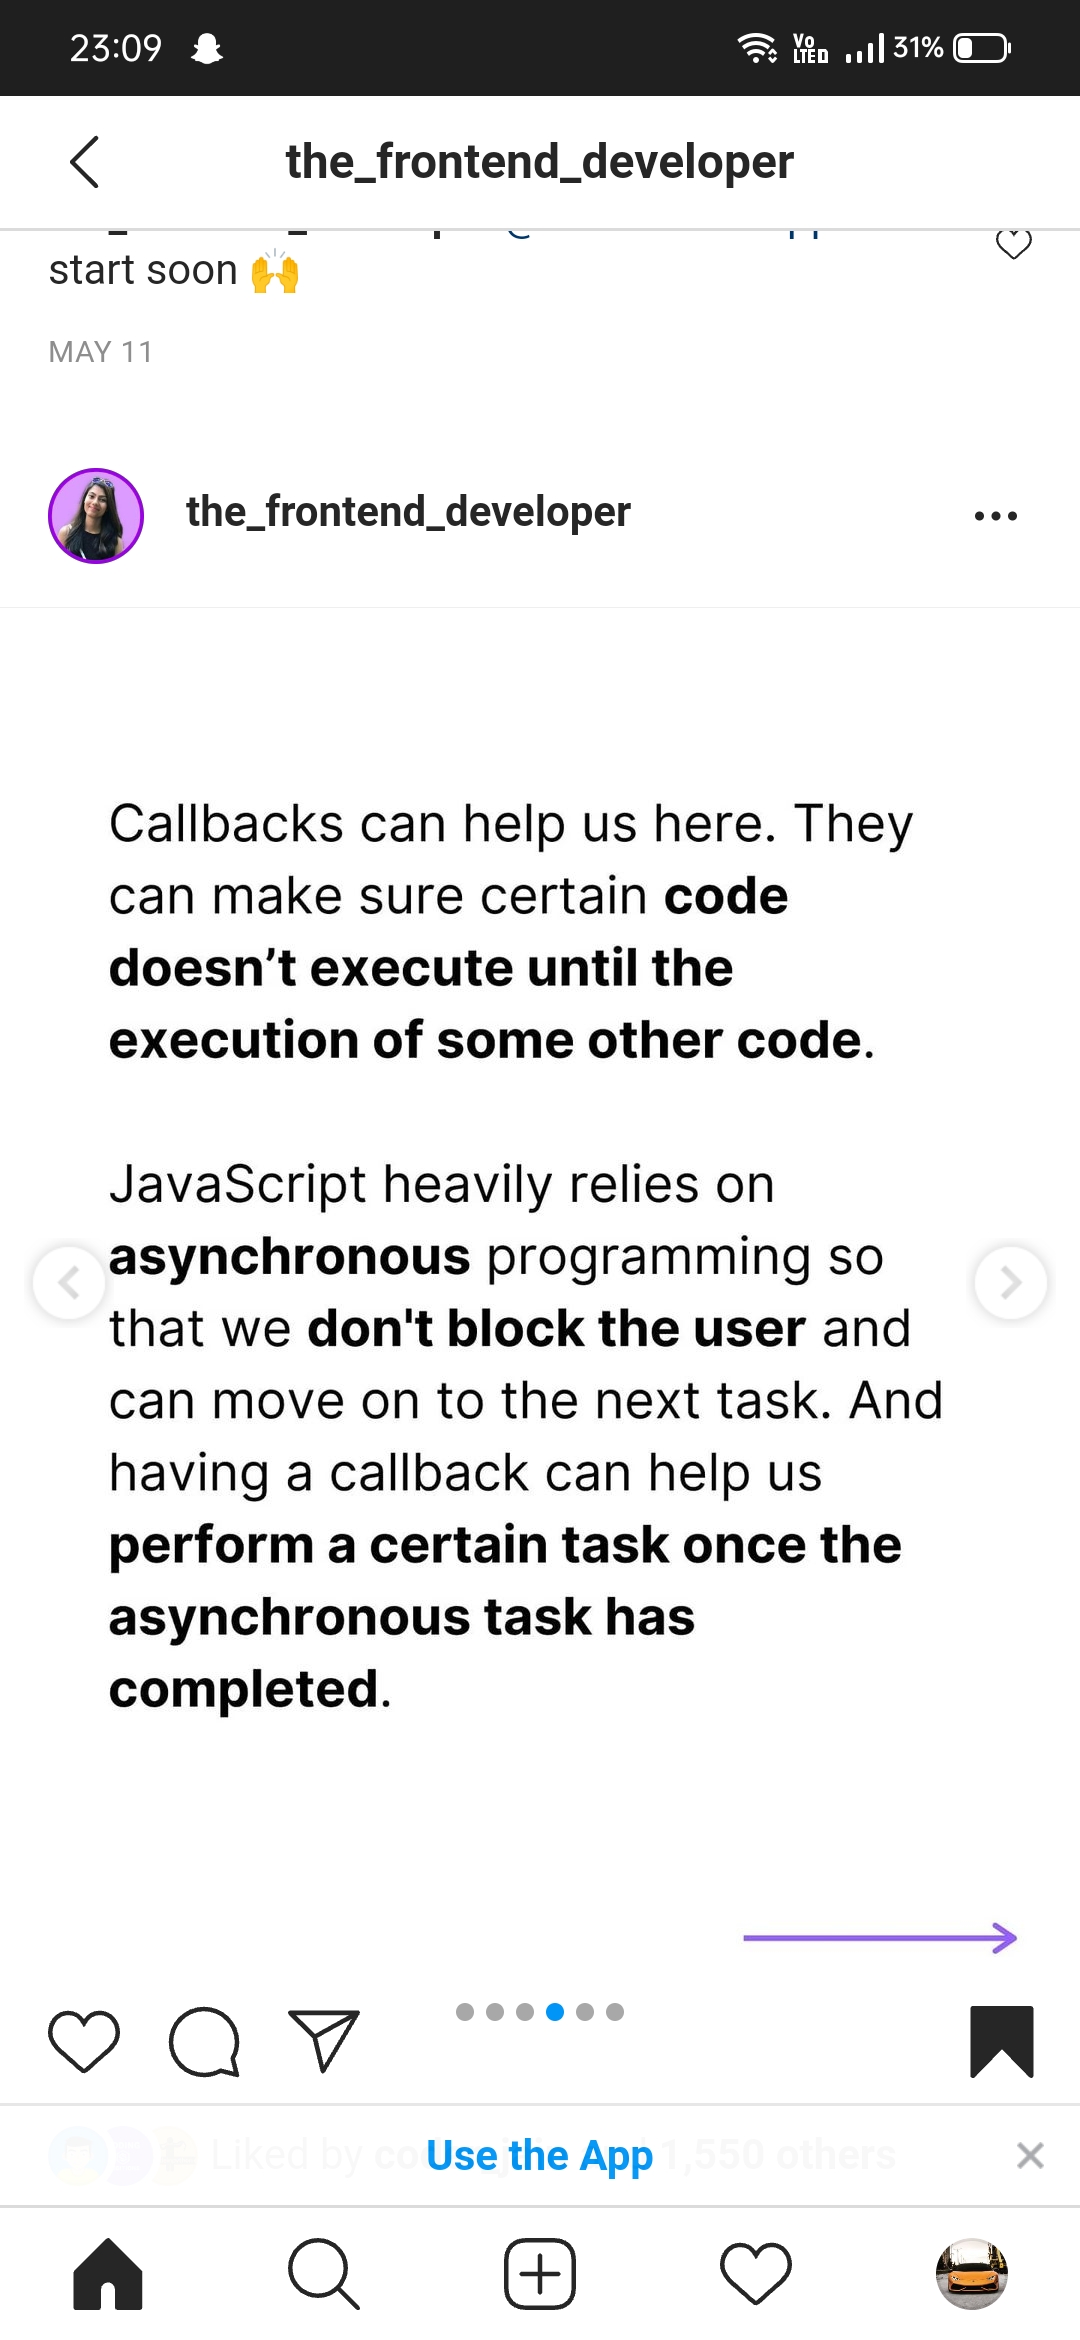 23:09
Vo
LTED
31%
the_frontend_developer
start soon 🙌
MAY 11
the_frontend_developer
Callbacks can help us here. They
can make sure certain code
doesn’t execute until the
execution of some other code.
JavaScript heavily relies on
asynchronous programming so
that we don't block the user and
can move on to the next task. And
having a callback can help us
perform a certain task once the
asynchronous task has
completed.
Liked by
Use the App
1,550 others